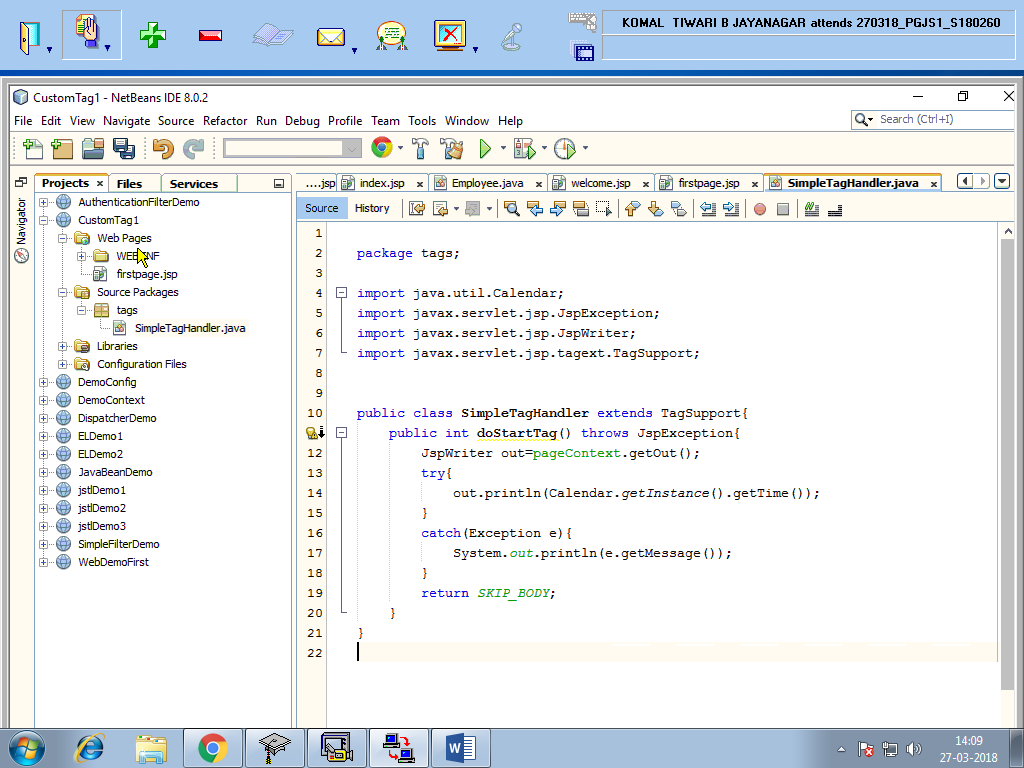 KOMAL TIWARI B JAYANAGAR attends 270318_PGJS1_S180260
CustomTag1 - NetBeans IDE 8.0.2
File Edit View Navigate Source Refactor Run Debug Profile Team Tools Window Help
Search (Ctrl+I)
Projects × Files Services
....jsp index.jsp × Employee.java × welcome.jsp × firstpage.jsp × SimpleTagHandler.java ×
Source History
Navigator
AuthenticationFilterDemo
CustomTag1
Web Pages
firstpage.jsp
Source Packages
tags
SimpleTagHandler.java
Libraries
Configuration Files
DemoConfig
DemoContext
DispatcherDemo
ELDemo1
ELDemo2
JavaBeanDemo
jstlDemo1
jstlDemo2
jstlDemo3
SimpleFilterDemo
WebDemoFirst
1
2 package tags;
3
4 import java.util.Calendar;
5 import javax.servlet.jsp.JspException;
6 import javax.servlet.jsp.JspWriter;
7 import javax.servlet.jsp.tagext.TagSupport;
8
9
10 public class SimpleTagHandler extends TagSupport{
public int doStartTag() throws JspException{
12 JspWriter out=pageContext.getOut();
13 try{
14 out.println(Calendar.getInstance().getTime());
15 }
16 catch(Exception e){
17 System.out.println(e.getMessage());
18 }
19 return SKIP_BODY;
20 }
21 }
22
14:09
27-03-2018